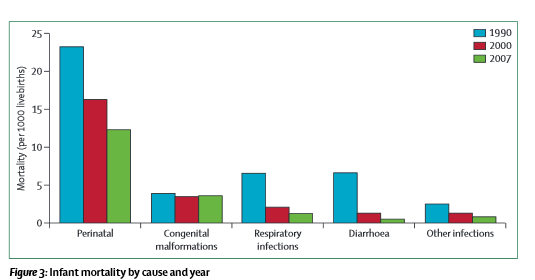 1990
2000
2007
25
20
15
10
5
0
Mortality (per 1000 livebirths)
Perinatal
Congenital
malformations
Respiratory
infections
Diarrhoea
Other infections
Figure 3: Infant mortality by cause and year